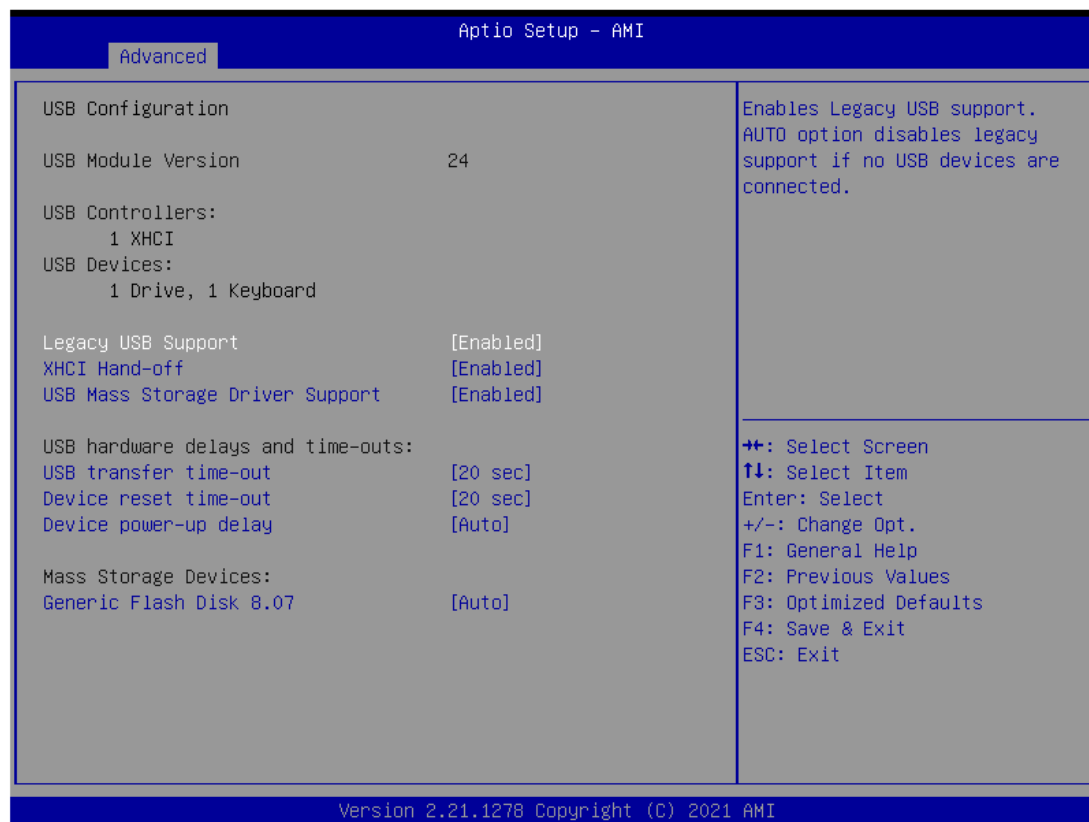 Aptio Setup – AMI
Advanced
USB Configuration
USB Module Version 24
USB Controllers:
1 XHCI
USB Devices:
1 Drive, 1 Keyboard
Legacy USB Support [Enabled]
XHCI Hand-off [Enabled]
USB Mass Storage Driver Support [Enabled]
USB hardware delays and time-outs:
USB transfer time-out [20 sec]
Device reset time-out [20 sec]
Device power-up delay [Auto]
Mass Storage Devices:
Generic Flash Disk 8.07 [Auto]
Enables Legacy USB support.
AUTO option disables legacy
support if no USB devices are
connected.
→←: Select Screen
↑↓: Select Item
Enter: Select
+/-: Change Opt.
F1: General Help
F2: Previous Values
F3: Optimized Defaults
F4: Save & Exit
ESC: Exit
Version 2.21.1278 Copyright (C) 2021 AMI